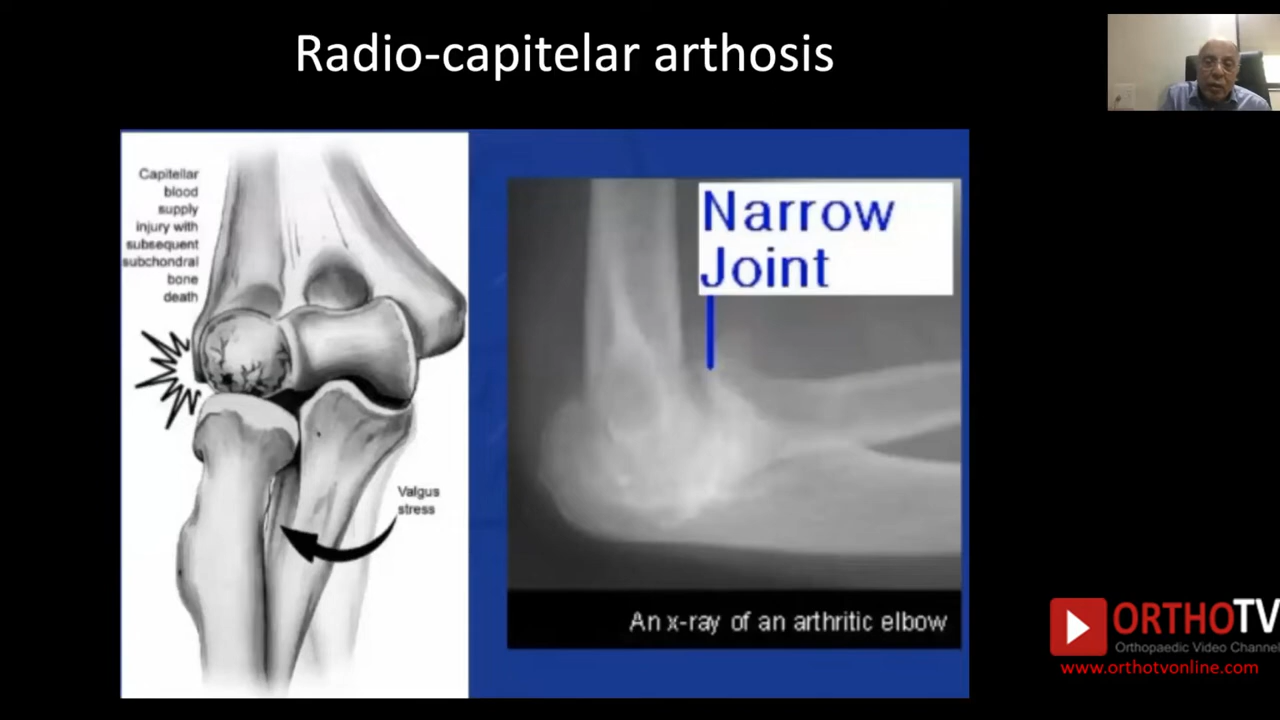 Radio-capitelar arthosis
Capitellar
blood
supply
injury with
subsequent
subchondral
bone
death
Valgus
stress
Narrow
Joint
An x-ray of an arthritic elbow
ORTHOTV
Orthopaedic Video Channel
www.orthotvonline.com